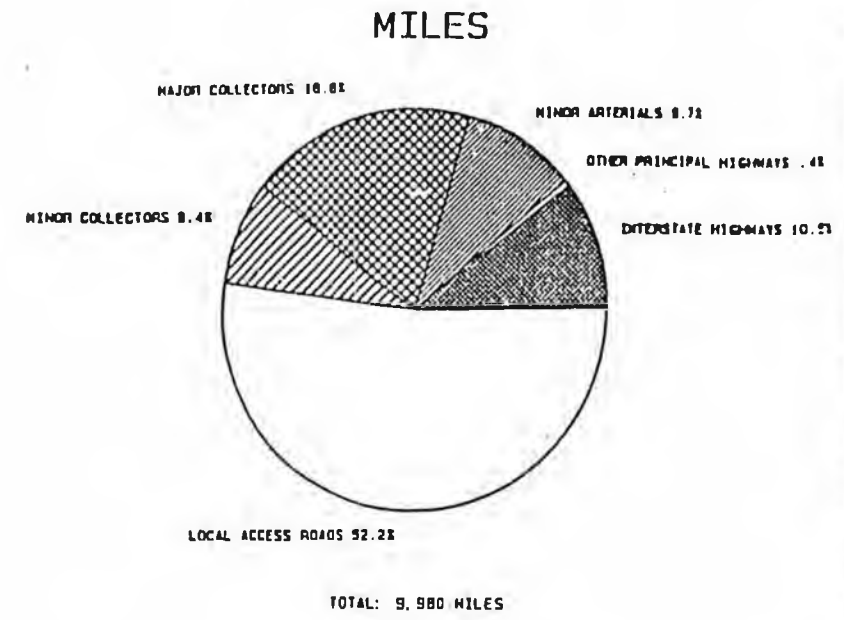 MILES
MAJOR COLLECTORS 18.8%
MINOR ARTERIALS 9.7%
OTHER PRINCIPAL HIGHWAYS .4%
MINOR COLLECTORS 8.4%
INTERSTATE HIGHWAYS 10.5%
LOCAL ACCESS ROADS 52.2%
TOTAL: 9,980 MILES